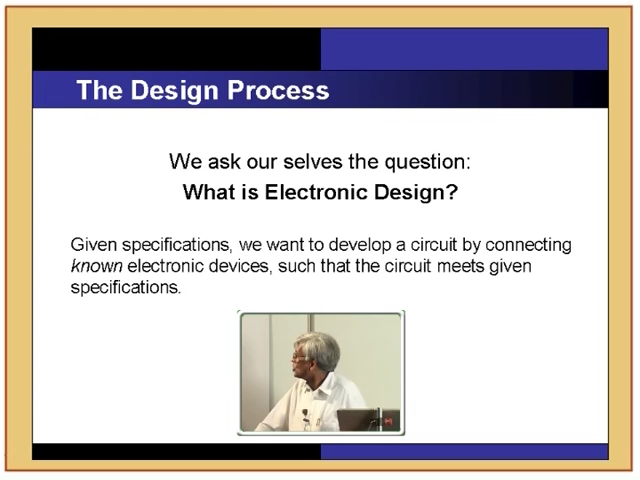 The Design Process
We ask our selves the question:
What is Electronic Design?
Given specifications, we want to develop a circuit by connecting
known electronic devices, such that the circuit meets given
specifications.